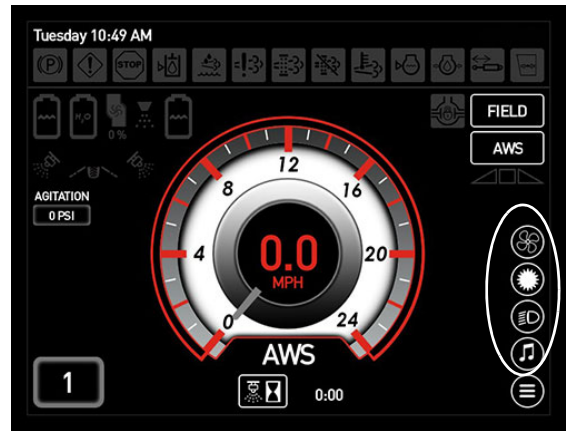 Tuesday 10:49 AM
(P) STOP
H₂O
0 %
FIELD
AWS
AGITATION
0 PSI
0 4 8 12 16 20 24
0.0
MPH
AWS
1
0:00